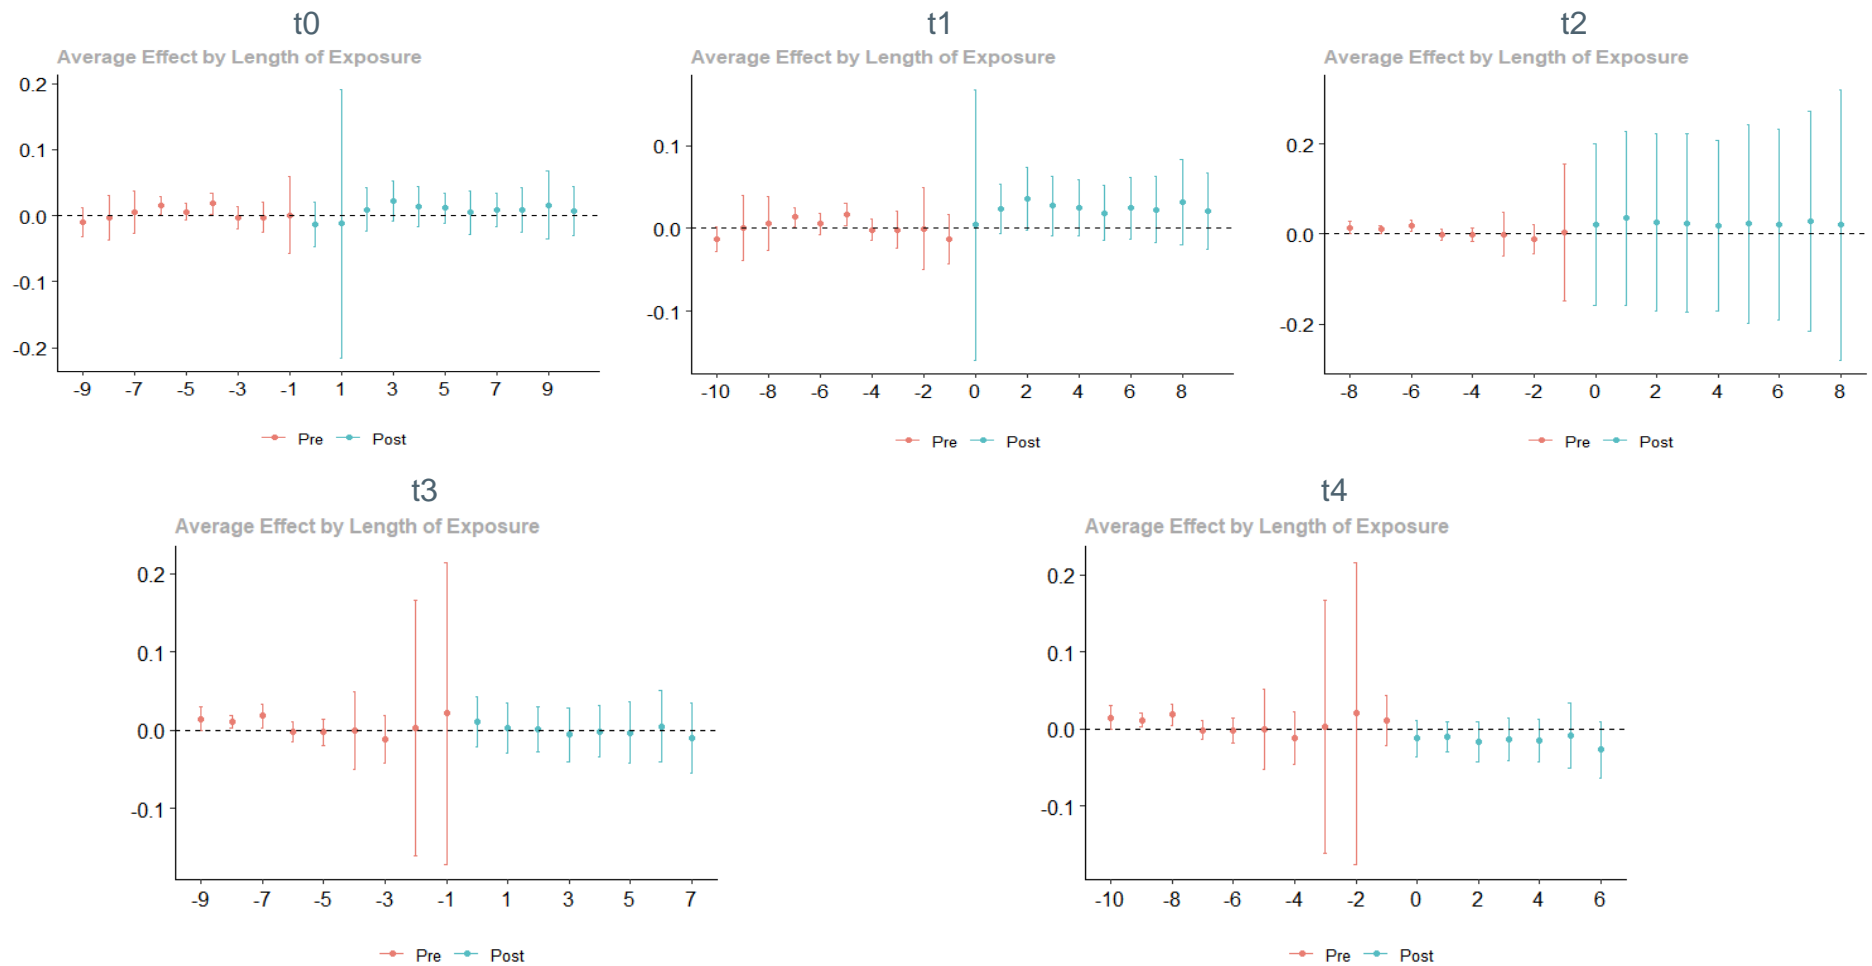 t0
Average Effect by Length of Exposure
0.2
0.1
0.0
-0.1
-0.2
-9 -7 -5 -3 -1 1 3 5 7 9
Pre Post
t1
Average Effect by Length of Exposure
0.1
0.0
-0.1
-10 -8 -6 -4 -2 0 2 4 6 8
Pre Post
t2
Average Effect by Length of Exposure
0.2
0.0
-0.2
-8 -6 -4 -2 0 2 4 6 8
Pre Post
t3
Average Effect by Length of Exposure
0.2
0.1
0.0
-0.1
-9 -7 -5 -3 -1 1 3 5 7
Pre Post
t4
Average Effect by Length of Exposure
0.2
0.1
0.0
-0.1
-10 -8 -6 -4 -2 0 2 4 6
Pre Post